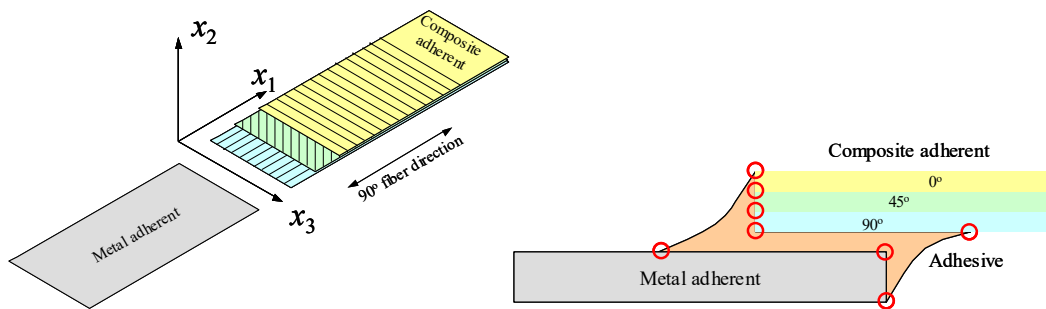 x2
x1
Composite
adherent
90° fiber direction
x3
Metal adherent
Composite adherent
0°
45°
90°
Adhesive
Metal adherent